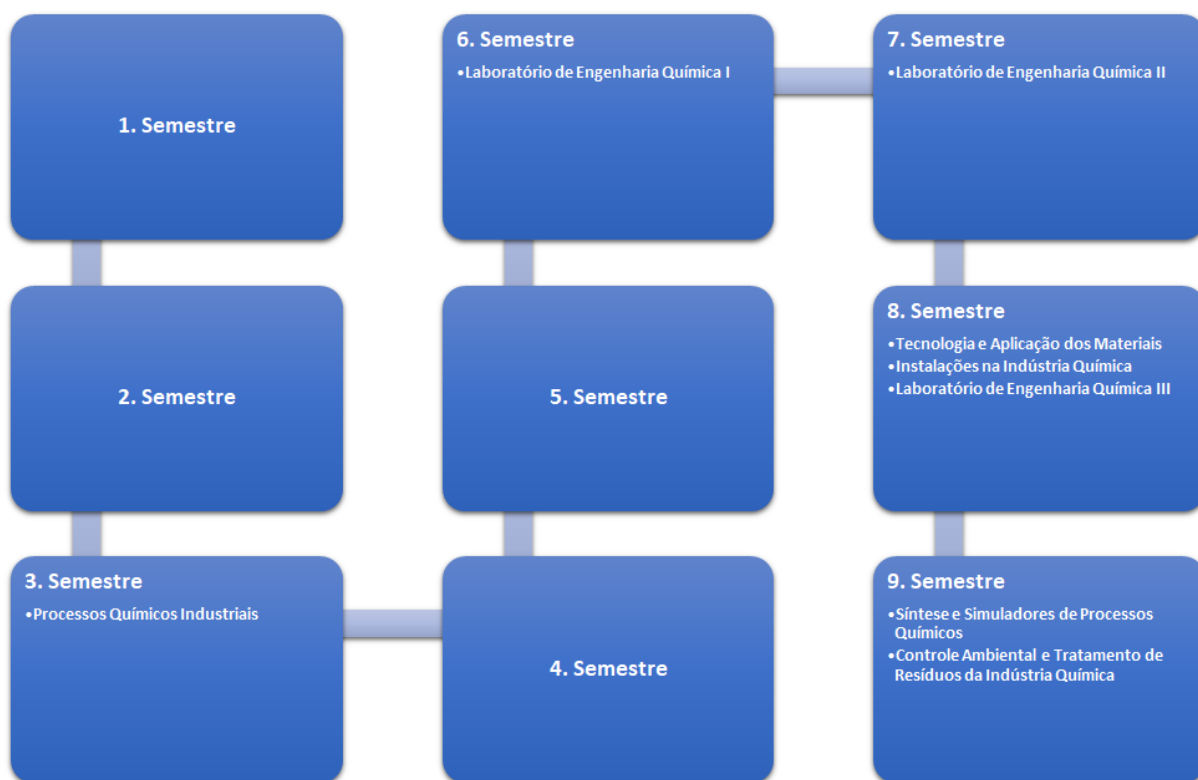 1. Semestre
2. Semestre
3. Semestre
•Processos Químicos Industriais
4. Semestre
5. Semestre
6. Semestre
•Laboratório de Engenharia Química I
7. Semestre
•Laboratório de Engenharia Química II
8. Semestre
•Tecnologia e Aplicação dos Materiais
•Instalações na Indústria Química
•Laboratório de Engenharia Química III
9. Semestre
•Síntese e Simuladores de Processos
Químicos
•Controle Ambiental e Tratamento de
Resíduos da Indústria Química